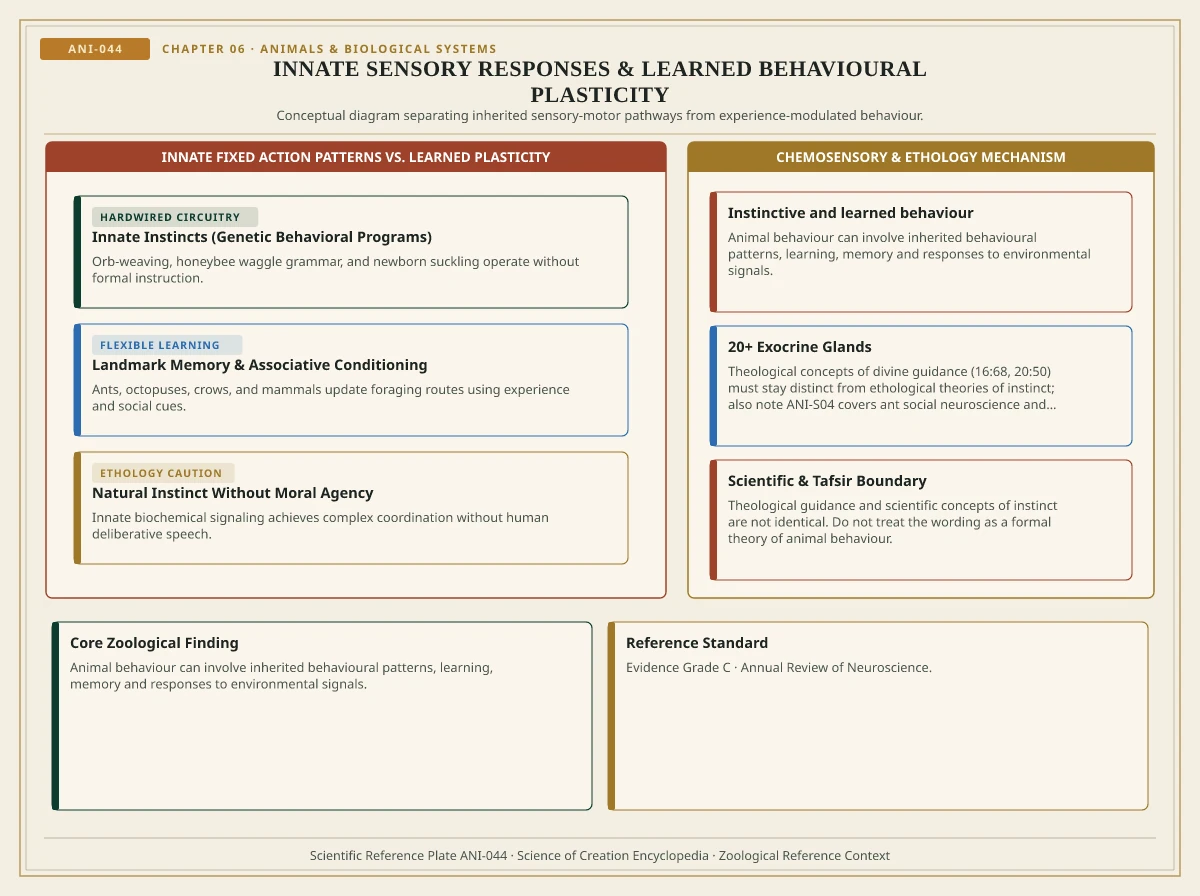 ANI-044
CHAPTER 06 · ANIMALS & BIOLOGICAL SYSTEMS
INNATE SENSORY RESPONSES & LEARNED BEHAVIOURAL
PLASTICITY
Conceptual diagram separating inherited sensory-motor pathways from experience-modulated behaviour.
INNATE FIXED ACTION PATTERNS VS. LEARNED PLASTICITY
HARDWIRED CIRCUITRY
Innate Instincts (Genetic Behavioral Programs)
Orb-weaving, honeybee waggle grammar, and newborn suckling operate without
formal instruction.
FLEXIBLE LEARNING
Landmark Memory & Associative Conditioning
Ants, octopuses, crows, and mammals update foraging routes using experience
and social cues.
ETHOLOGY CAUTION
Natural Instinct Without Moral Agency
Innate biochemical signaling achieves complex coordination without human
deliberative speech.
CHEMOSENSORY & ETHOLOGY MECHANISM
Instinctive and learned behaviour
Animal behaviour can involve inherited behavioural
patterns, learning, memory and responses to environmental
signals.
20+ Exocrine Glands
Theological concepts of divine guidance (16:68, 20:50)
must stay distinct from ethological theories of instinct;
also note ANI-S04 covers ant social neuroscience and...
Scientific & Tafsir Boundary
Theological guidance and scientific concepts of instinct
are not identical. Do not treat the wording as a formal
theory of animal behaviour.
Core Zoological Finding
Animal behaviour can involve inherited behavioural patterns, learning,
memory and responses to environmental signals.
Reference Standard
Evidence Grade C · Annual Review of Neuroscience.
Scientific Reference Plate ANI-044 · Science of Creation Encyclopedia · Zoological Reference Context